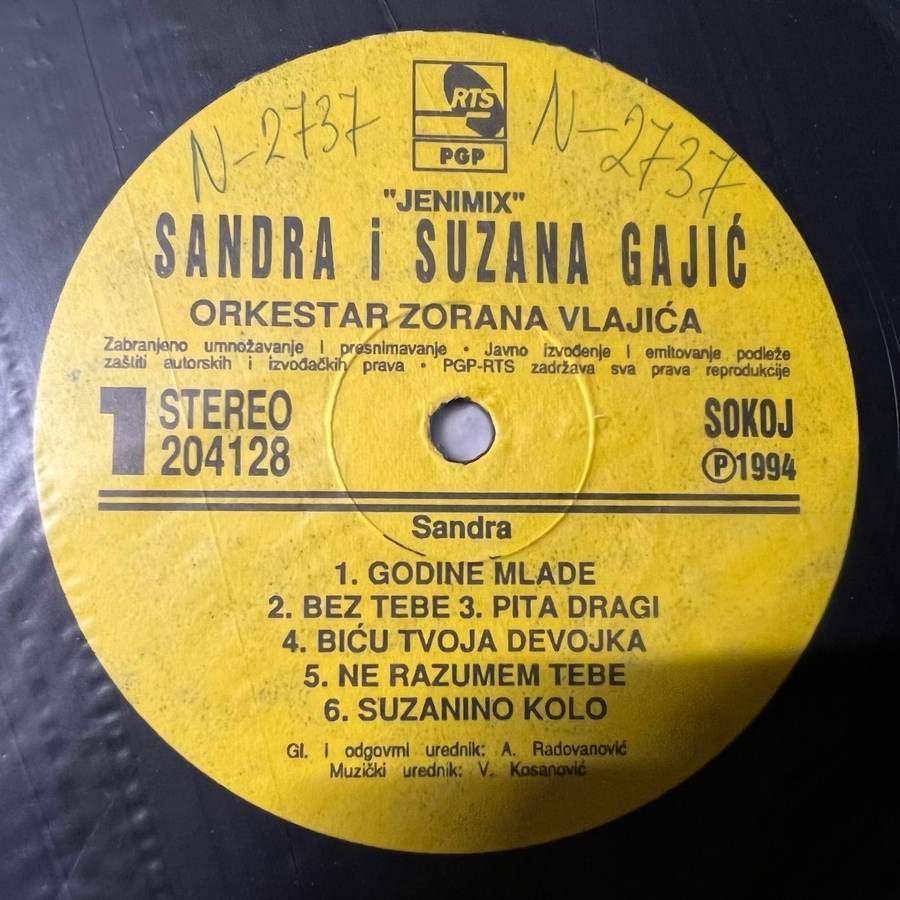 RTS
PGP
N-2737 N-2737
"JENIMIX"
SANDRA i SUZANA GAJIĆ
ORKESTAR ZORANA VLAJIĆA
Zabranjeno umnožavanje i presnimavanje • Javno izvođenje i emitovanje podleže
zaštiti autorskih i izvođačkih prava • PGP-RTS zadržava sva prava reprodukcije
1 STEREO SOKOJ
204128 Ⓟ1994
Sandra
1. GODINE MLADE
2. BEZ TEBE 3. PITA DRAGI
4. BIĆU TVOJA DEVOJKA
5. NE RAZUMEM TEBE
6. SUZANINO KOLO
Gl. i odgovrni urednik: A. Radovanović
Muzički urednik: V. Kosanović